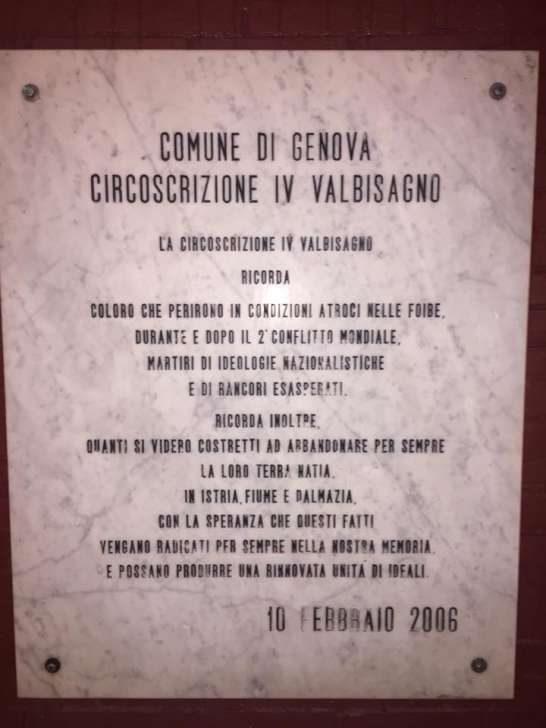 COMUNE DI GENOVA
CIRCOSCRIZIONE IV VALBISAGNO
LA CIRCOSCRIZIONE IV VALBISAGNO
RICORDA
COLORO CHE PERIRONO IN CONDIZIONI ATROCI NELLE FOIBE,
DURANTE E DOPO IL 2° CONFLITTO MONDIALE,
MARTIRI DI IDEOLOGIE NAZIONALISTICHE
E DI RANCORI ESASPERATI.
RICORDA INOLTRE,
QUANTI SI VIDERO COSTRETTI AD ABBANDONARE PER SEMPRE
LA LORO TERRA NATIA,
IN ISTRIA, FIUME E DALMAZIA,
CON LA SPERANZA CHE QUESTI FATTI
VENGANO RADICATI PER SEMPRE NELLA NOSTRA MEMORIA,
E POSSANO PRODURRE UNA RINNOVATA UNITÀ DI IDEALI.
10 FEBBRAIO 2006